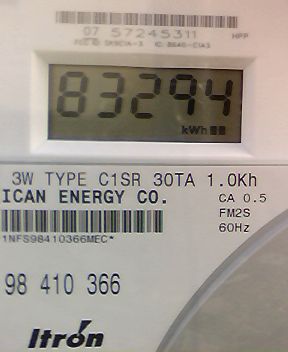 07 57245311 HPP
83294
kWh
3W TYPE C1SR 30TA 1.0Kh
ICAN ENERGY CO. CA 0.5
FM2S
60Hz
1NFS98410366MEC*
98 410 366
Itron